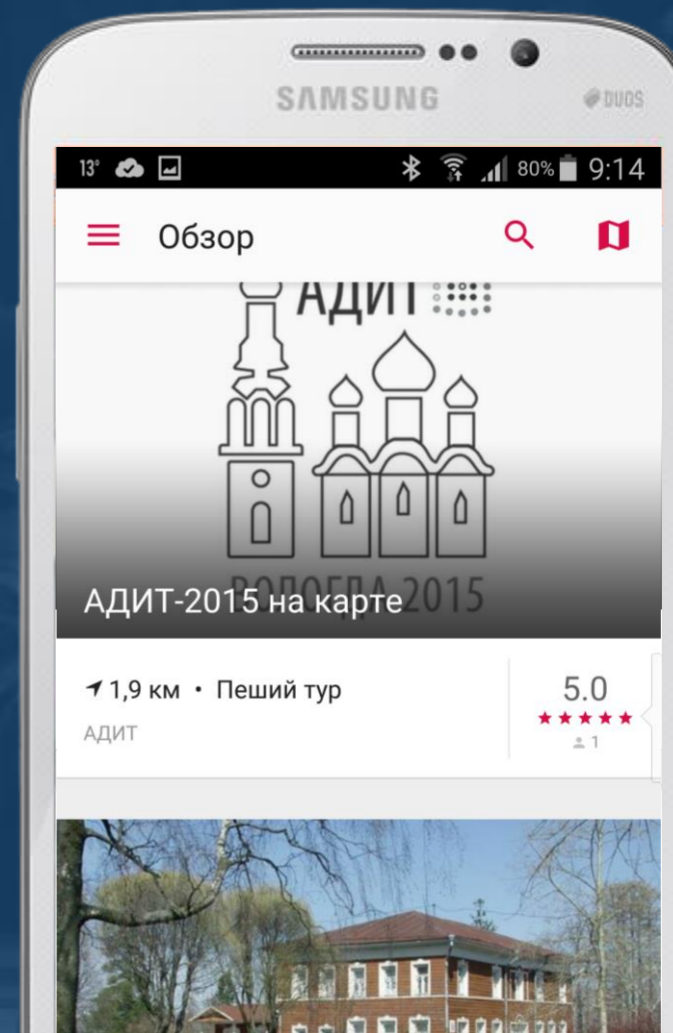 SAMSUNG
DUOS
13°
80% 9:14
Обзор
АДИТ
ВОЛОГДА 2015
АДИТ-2015 на карте
1,9 км • Пеший тур
5.0
АДИТ
1